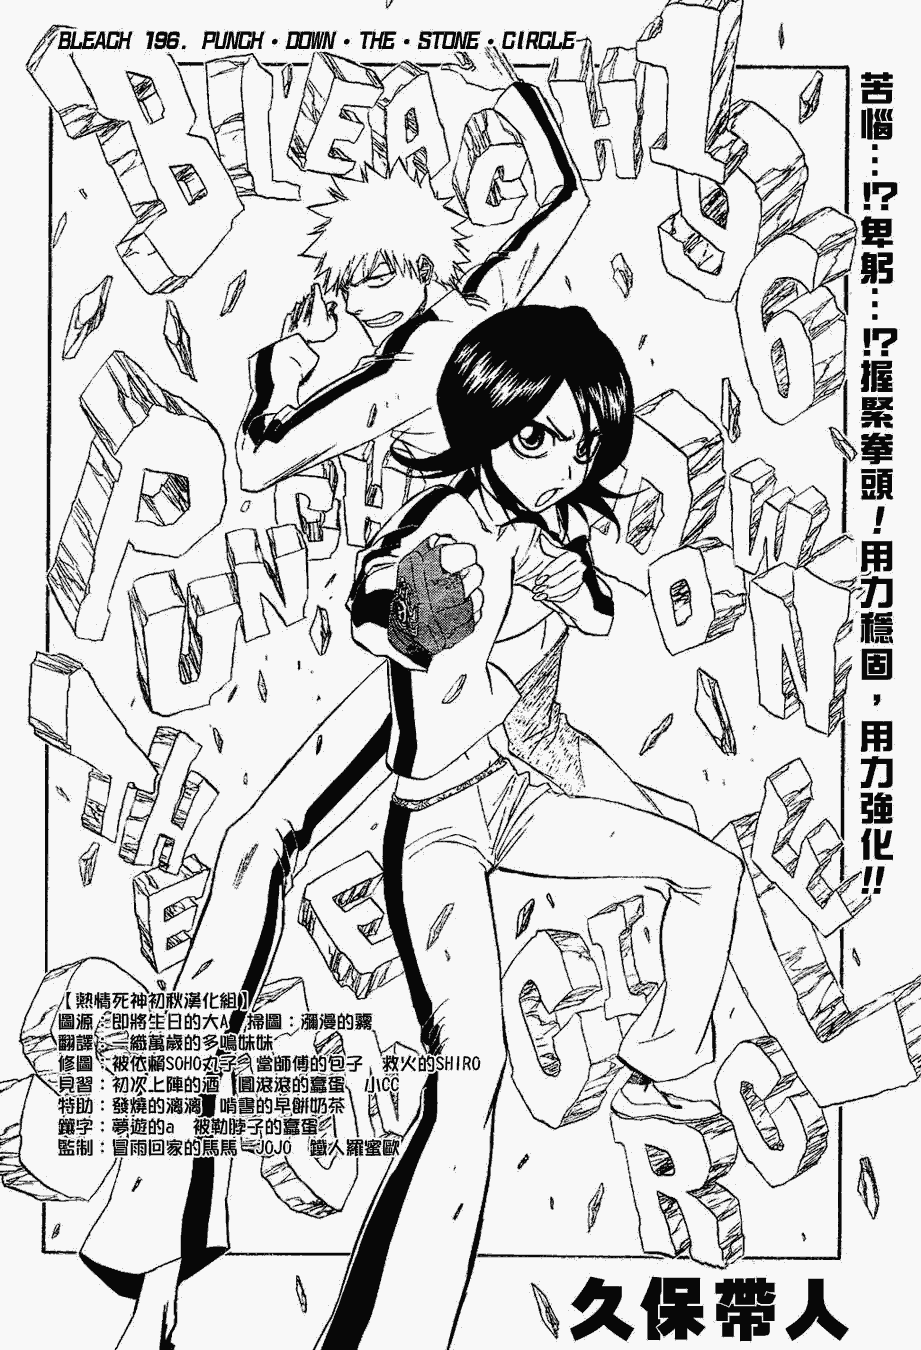 BLEACH 196. PUNCH・DOWN・THE・STONE・CIRCLE
BLEACH 196
PUNCH DOWN
THE
CIRCLE
苦惱…!?卑躬…!?握緊拳頭！用力穩固，用力強化!!
【熱情死神初秋漢化組】
圖源：即將生日的大A 掃圖：瀰漫的霧
翻譯：一纖萬歲的多鳴妹妹
修圖：被依賴SOHO丸子 當師傅的包子 救火的SHIRO
見習：初次上陣的酒 圓滾滾的蠢蛋 小CC
特助：發燒的漓漓 啃書的早餅奶茶
鑲字：夢遊的a 被勒脖子的蠢蛋
監制：冒雨回家的馬馬 JOJO 鐵人羅蜜歐
久保帶人